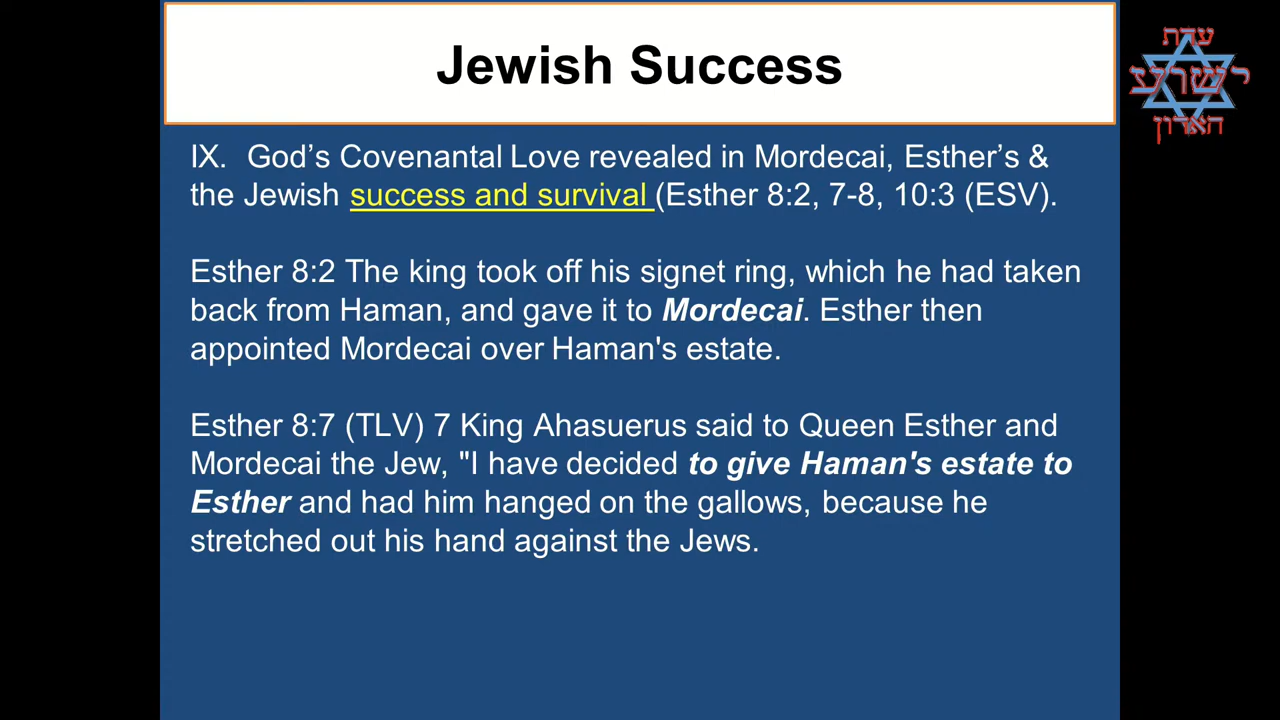 Jewish Success
עדת
ישוע
האדון
IX. God’s Covenantal Love revealed in Mordecai, Esther’s &
the Jewish success and survival (Esther 8:2, 7-8, 10:3 (ESV).
Esther 8:2 The king took off his signet ring, which he had taken
back from Haman, and gave it to Mordecai. Esther then
appointed Mordecai over Haman's estate.
Esther 8:7 (TLV) 7 King Ahasuerus said to Queen Esther and
Mordecai the Jew, "I have decided to give Haman's estate to
Esther and had him hanged on the gallows, because he
stretched out his hand against the Jews.